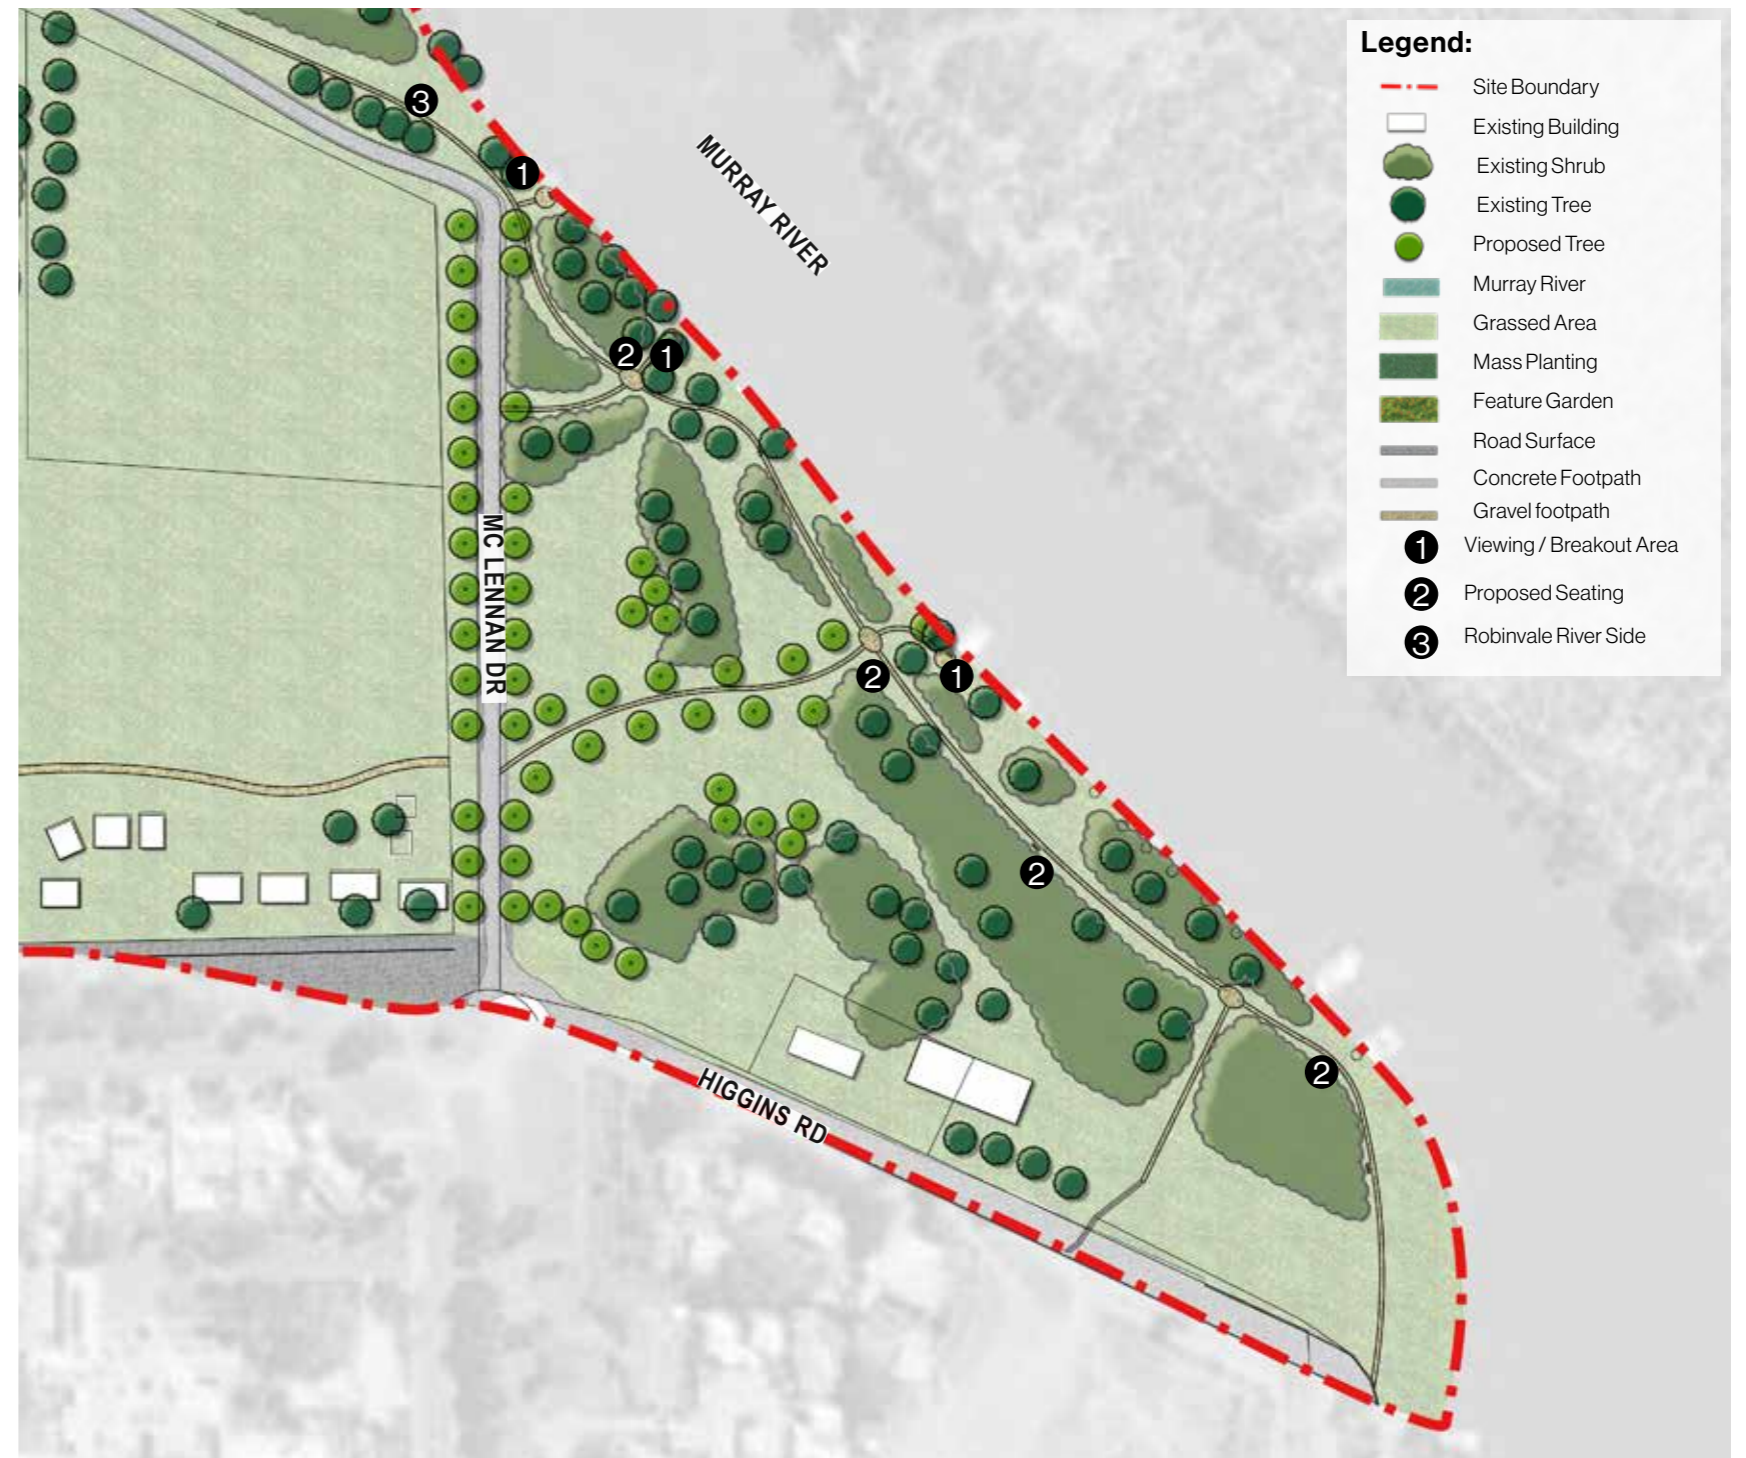 Legend:
Site Boundary
Existing Building
Existing Shrub
Existing Tree
Proposed Tree
Murray River
Grassed Area
Mass Planting
Feature Garden
Road Surface
Concrete Footpath
Gravel footpath
1 Viewing / Breakout Area
2 Proposed Seating
3 Robinvale River Side
3
1
MURRAY RIVER
2 1
MC LENNAN DR
2 1
2
2
HIGGINS RD